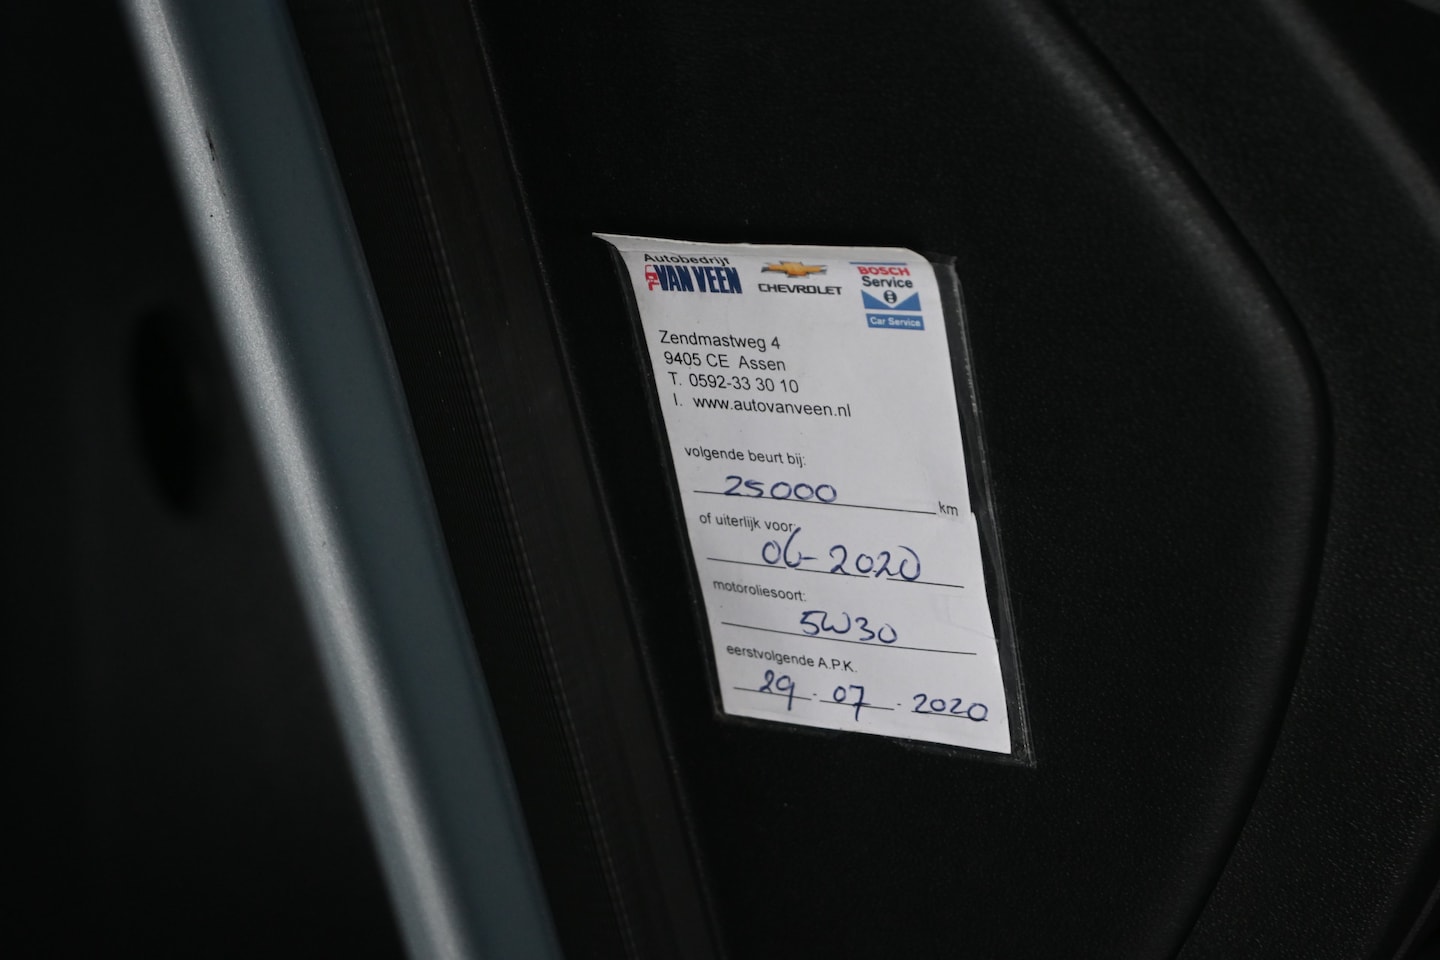 Autobedrijf
VAN VEEN
CHEVROLET
BOSCH
Service
Car Service
Zendmastweg 4
9405 CE Assen
T. 0592-33 30 10
I. www.autovanveen.nl
volgende beurt bij:
25000 km
of uiterlijk voor:
06-2020
motoroliesoort:
5W30
eerstvolgende A.P.K.
29.07.2020